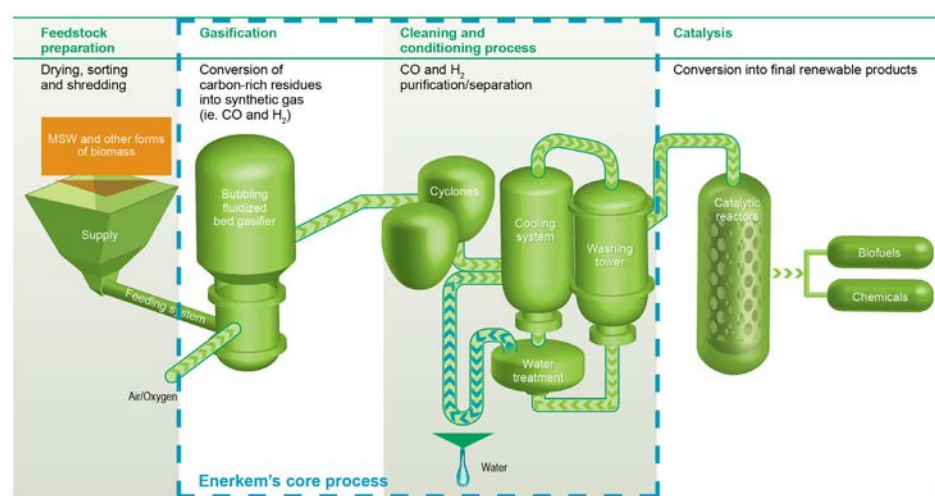 Feedstock
preparation
Gasification
Cleaning and
conditioning process
Catalysis
Drying, sorting
and shredding
Conversion of
carbon-rich residues
into synthetic gas
(ie. CO and H₂)
CO and H₂
purification/separation
Conversion into final renewable products
MSW and other forms
of biomass
Supply
Feeding system
Air/Oxygen
Bubbling
fluidized
bed gasifier
Cyclones
Cooling
system
Washing
tower
Water
treatment
Water
Catalytic
reactors
Biofuels
Chemicals
Enerkem's core process